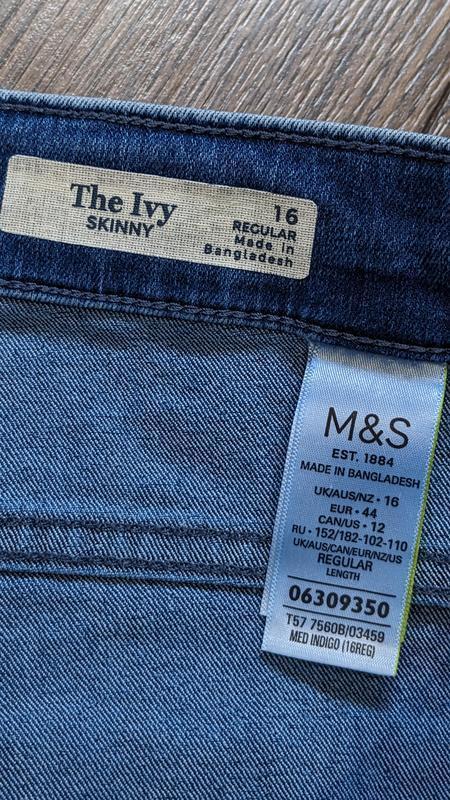 The Ivy
SKINNY
16
REGULAR
Made in
Bangladesh
M&S
EST. 1884
MADE IN BANGLADESH
UK/AUS/NZ • 16
EUR • 44
CAN/US • 12
RU • 152/182-102-110
UK/AUS/CAN/EUR/NZ/US
REGULAR
LENGTH
06309350
T57 7560B/03459
MED INDIGO (16REG)